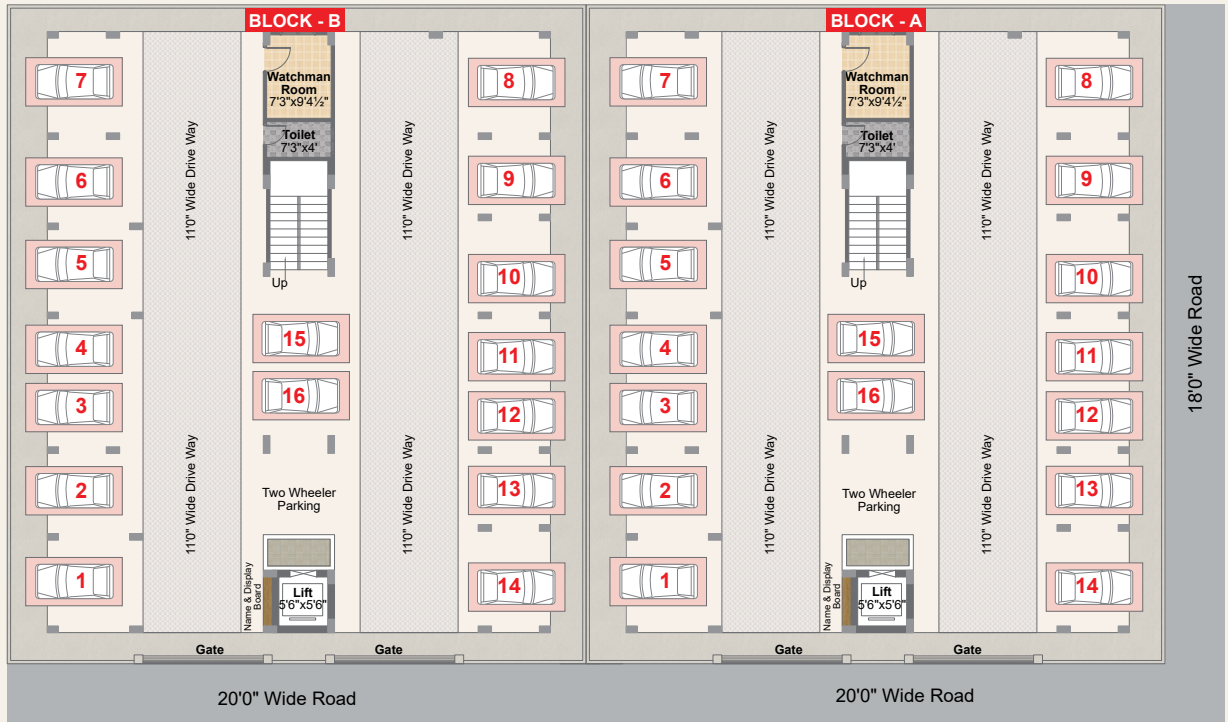 BLOCK - B
7
Watchman
Room
7'3"x9'4½"
8
Toilet
7'3"x4'
11'0" Wide Drive Way
11'0" Wide Drive Way
6
9
5
10
Up
4
15
11
3
16
12
11'0" Wide Drive Way
11'0" Wide Drive Way
2
Two Wheeler
Parking
13
1
Name & Display
Board
Lift
5'6"x5'6"
14
Gate
Gate
20'0" Wide Road
BLOCK - A
7
Watchman
Room
7'3"x9'4½"
8
Toilet
7'3"x4'
11'0" Wide Drive Way
11'0" Wide Drive Way
6
9
5
10
Up
4
15
11
3
16
12
11'0" Wide Drive Way
11'0" Wide Drive Way
2
Two Wheeler
Parking
13
1
Name & Display
Board
Lift
5'6"x5'6"
14
Gate
Gate
20'0" Wide Road
18'0" Wide Road